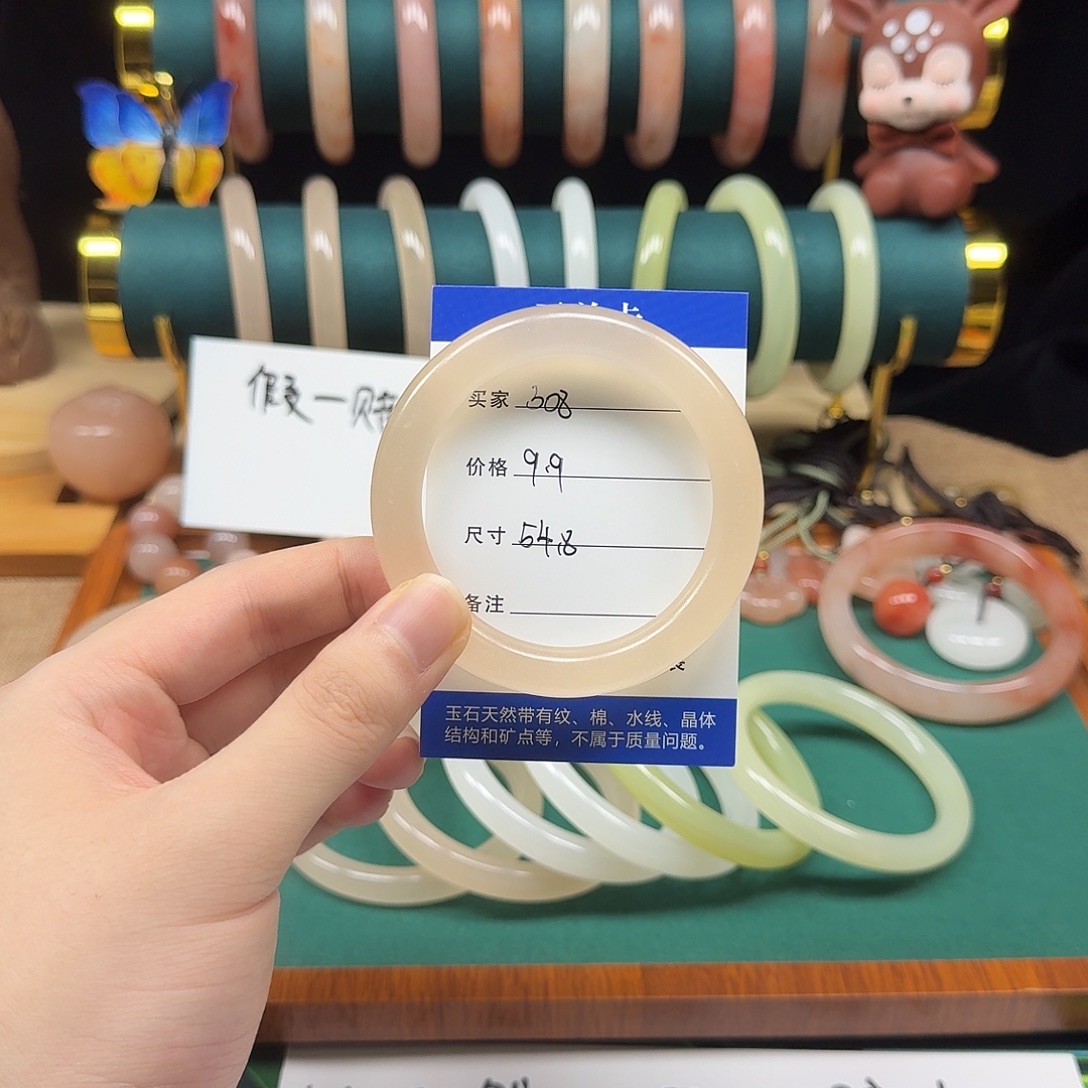 假一赔
买家 308
价格 9.9
尺寸 54.8
备注
玉石天然带有纹、棉、水线、晶体
结构和矿点等，不属于质量问题。